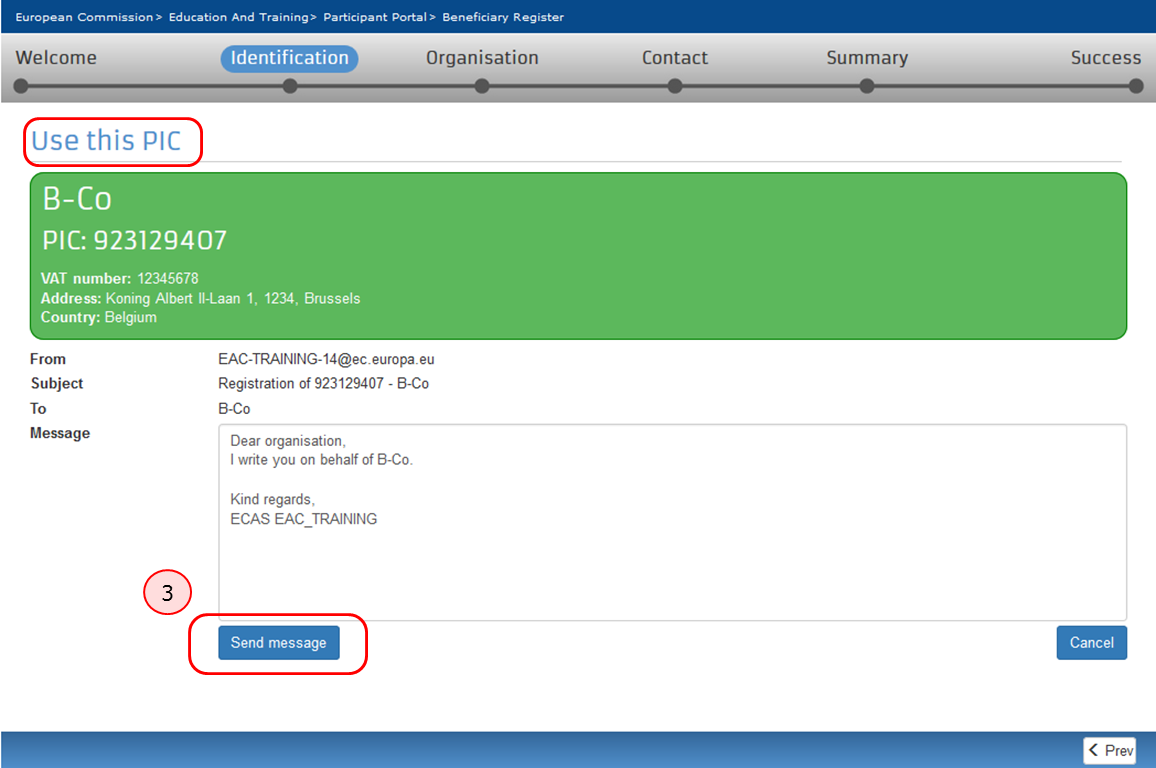 European Commission> Education And Training> Participant Portal> Beneficiary Register
Welcome Identification Organisation Contact Summary Success
Use this PIC
B-Co
PIC: 923129407
VAT number: 12345678
Address: Koning Albert II-Laan 1, 1234, Brussels
Country: Belgium
From EAC-TRAINING-14@ec.europa.eu
Subject Registration of 923129407 - B-Co
To B-Co
Message
Dear organisation,
I write you on behalf of B-Co.
Kind regards,
ECAS EAC_TRAINING
3
Send message Cancel
Prev